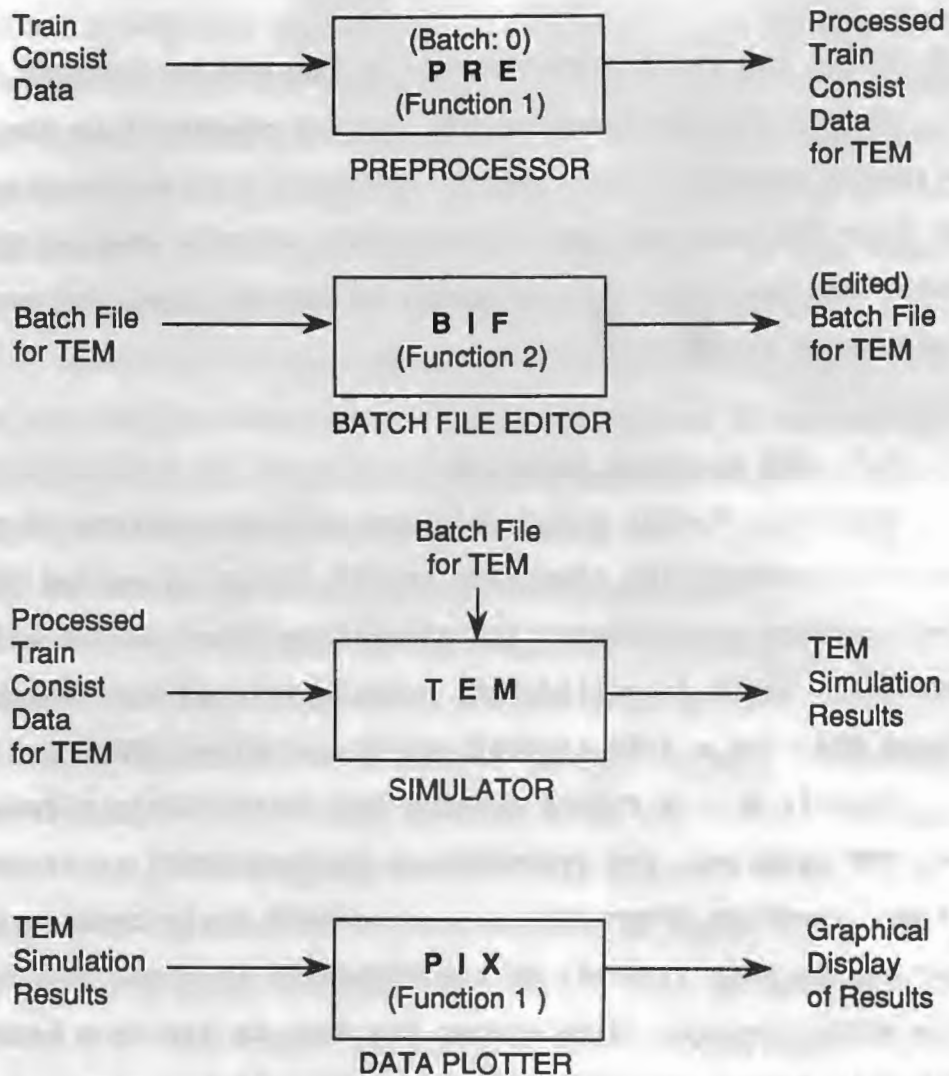 Train
Consist
Data
(Batch: 0)
P R E
(Function 1)
PREPROCESSOR
Processed
Train
Consist
Data
for TEM
Batch File
for TEM
B I F
(Function 2)
BATCH FILE EDITOR
(Edited)
Batch File
for TEM
Batch File
for TEM
Processed
Train
Consist
Data
for TEM
T E M
SIMULATOR
TEM
Simulation
Results
TEM
Simulation
Results
P I X
(Function 1 )
DATA PLOTTER
Graphical
Display
of Results